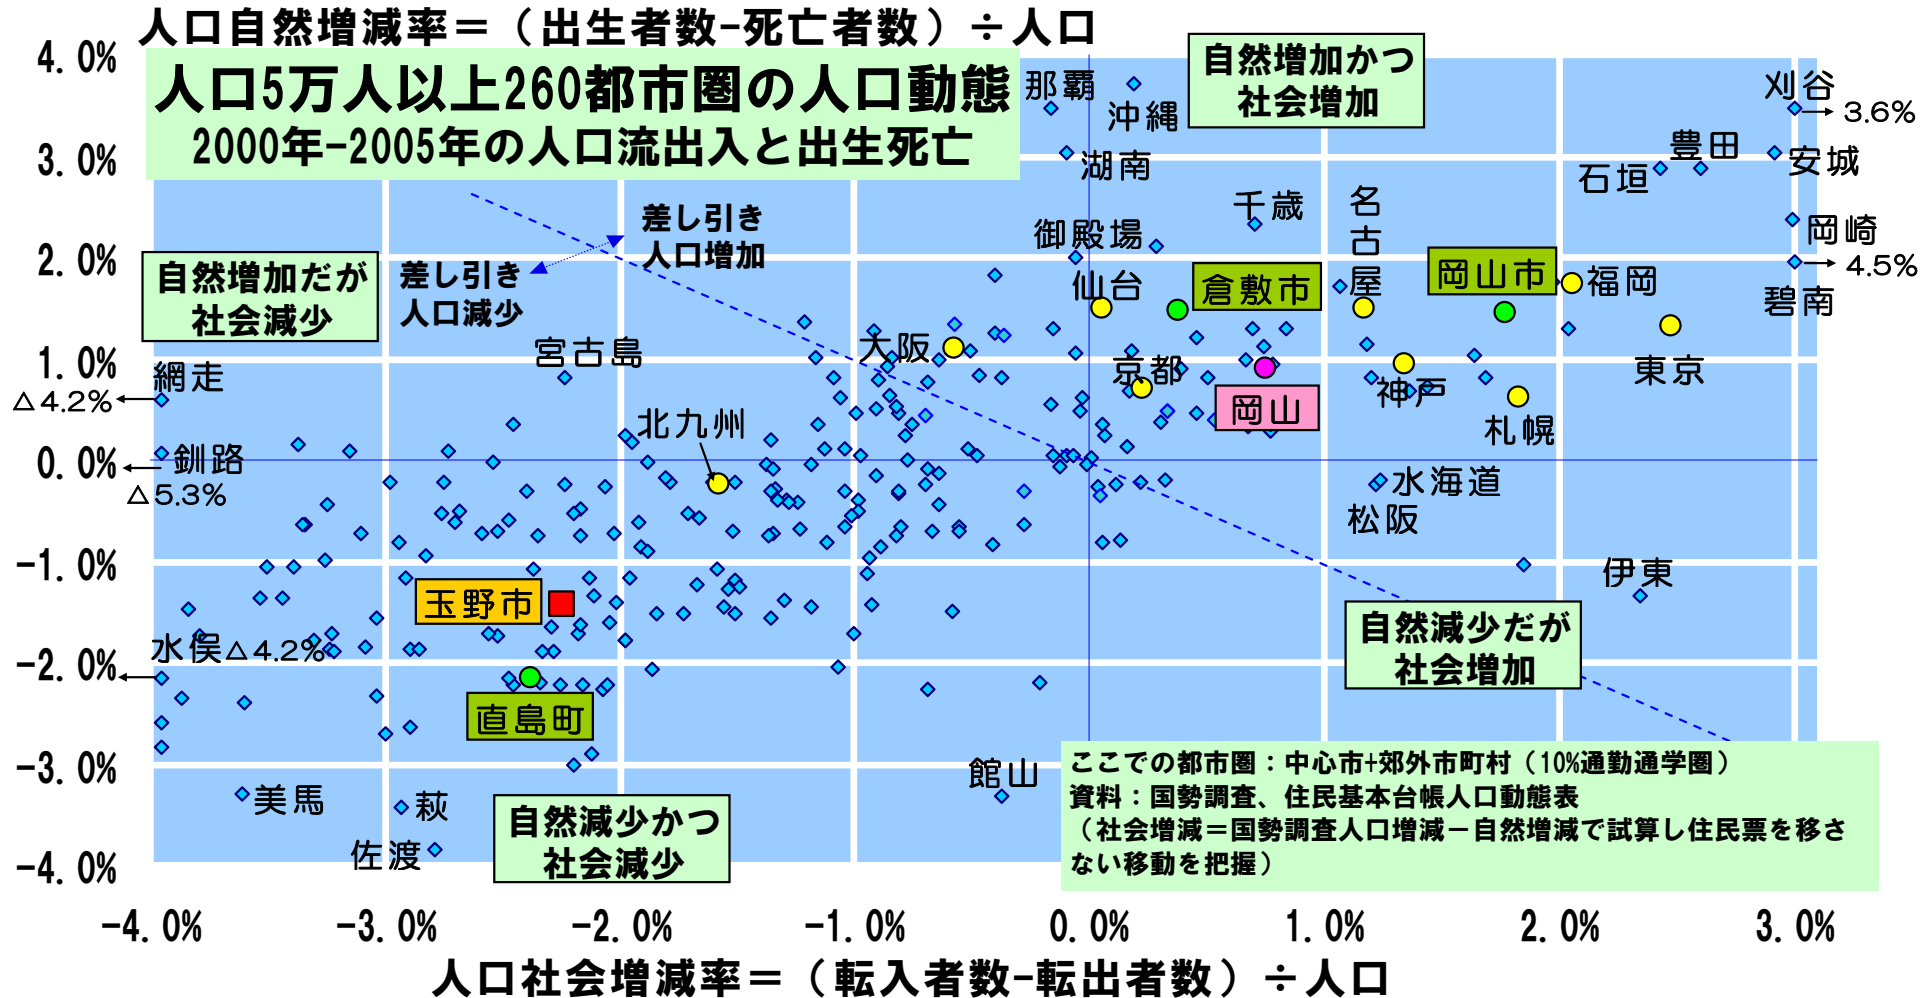 人口自然増減率＝（出生者数-死亡者数）÷人口
人口5万人以上260都市圏の人口動態
2000年-2005年の人口流出入と出生死亡
4.0%
3.0%
2.0%
1.0%
0.0%
-1.0%
-2.0%
-3.0%
-4.0%
自然増加かつ
社会増加
那覇
沖縄
湖南
刈谷
3.6%
豊田
石垣
安城
千歳
名古屋
岡崎
4.5%
碧南
御殿場
仙台
倉敷市
岡山市
福岡
差し引き
人口増加
差し引き
人口減少
自然増加だが
社会減少
宮古島
大阪
京都
岡山
神戸
東京
札幌
網走
△4.2%
釧路
△5.3%
北九州
水海道
松阪
伊東
玉野市
水俣△4.2%
直島町
自然減少だが
社会増加
美馬
萩
佐渡
館山
自然減少かつ
社会減少
ここでの都市圏：中心市+郊外市町村（10%通勤通学圏）
資料：国勢調査、住民基本台帳人口動態表
（社会増減＝国勢調査人口増減－自然増減で試算し住民票を移さ
ない移動を把握）
-4.0%
-3.0%
-2.0%
-1.0%
0.0%
1.0%
2.0%
3.0%
人口社会増減率＝（転入者数-転出者数）÷人口